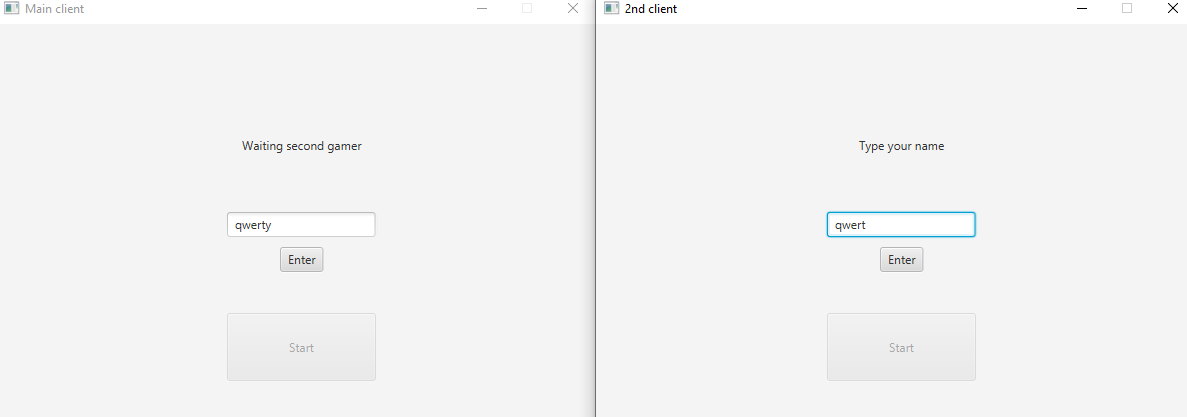 Main client
Waiting second gamer
qwerty
Enter
Start
2nd client
Type your name
qwert
Enter
Start